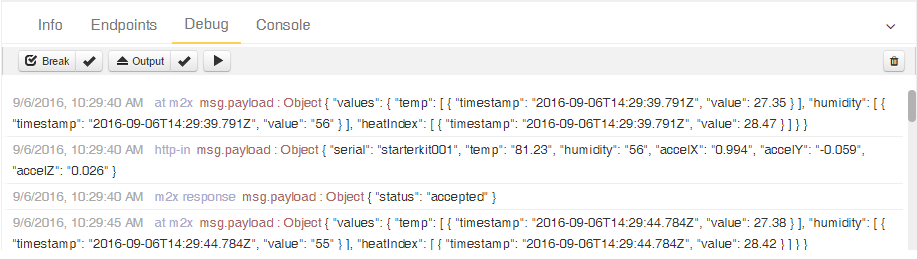 Info Endpoints Debug Console
Break Output
9/6/2016, 10:29:40 AM at m2x msg.payload : Object { "values": { "temp": [ { "timestamp": "2016-09-06T14:29:39.791Z", "value": 27.35 } ], "humidity": [ {
"timestamp": "2016-09-06T14:29:39.791Z", "value": "56" } ], "heatIndex": [ { "timestamp": "2016-09-06T14:29:39.791Z", "value": 28.47 } ] } }
9/6/2016, 10:29:40 AM http-in msg.payload : Object { "serial": "starterkit001", "temp": "81.23", "humidity": "56", "accelX": "0.994", "accelY": "-0.059",
"accelZ": "0.026" }
9/6/2016, 10:29:40 AM m2x response msg.payload : Object { "status": "accepted" }
9/6/2016, 10:29:45 AM at m2x msg.payload : Object { "values": { "temp": [ { "timestamp": "2016-09-06T14:29:44.784Z", "value": 27.38 } ], "humidity": [ {
"timestamp": "2016-09-06T14:29:44.784Z", "value": "55" } ], "heatIndex": [ { "timestamp": "2016-09-06T14:29:44.784Z", "value": 28.42 } ] } }